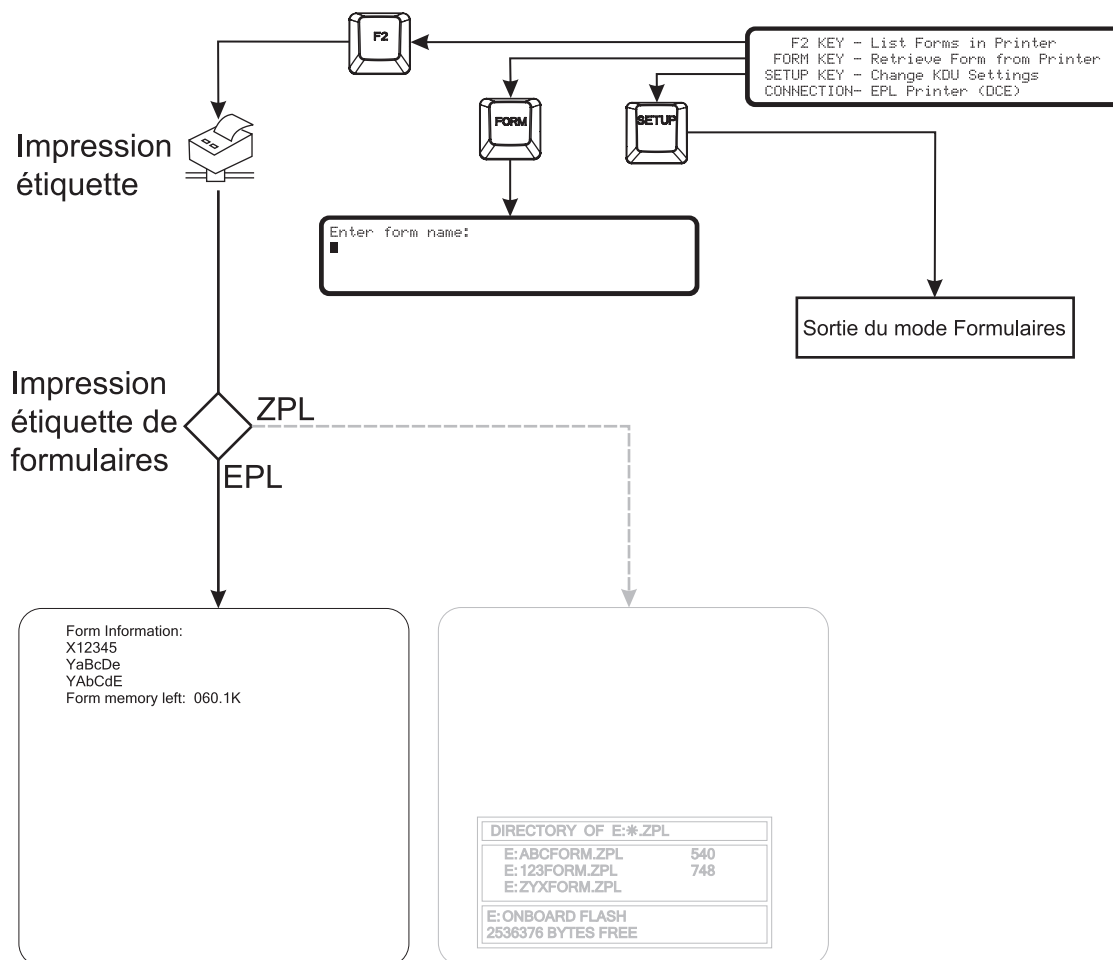 F2
F2 KEY - List Forms in Printer
FORM KEY - Retrieve Form from Printer
SETUP KEY - Change KDU Settings
CONNECTION- EPL Printer (DCE)
FORM
SETUP
Impression
étiquette
Enter form name:
Sortie du mode Formulaires
Impression
étiquette de
formulaires
ZPL
EPL
Form Information:
X12345
YaBcDe
YAbCdE
Form memory left: 060.1K
DIRECTORY OF E:*.ZPL
E:ABCFORM.ZPL 540
E:123FORM.ZPL 748
E:ZYXFORM.ZPL
E:ONBOARD FLASH
2536376 BYTES FREE